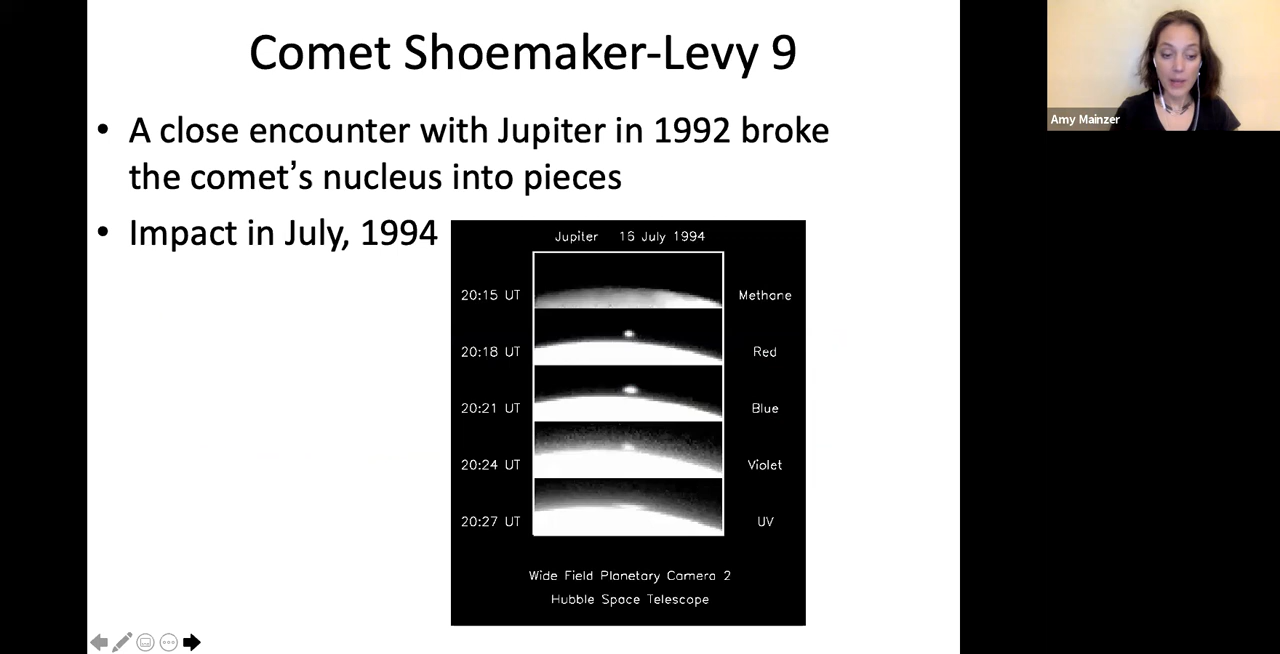 Comet Shoemaker-Levy 9
• A close encounter with Jupiter in 1992 broke
the comet’s nucleus into pieces
• Impact in July, 1994
Jupiter 16 July 1994
20:15 UT Methane
20:18 UT Red
20:21 UT Blue
20:24 UT Violet
20:27 UT UV
Wide Field Planetary Camera 2
Hubble Space Telescope
Amy Mainzer